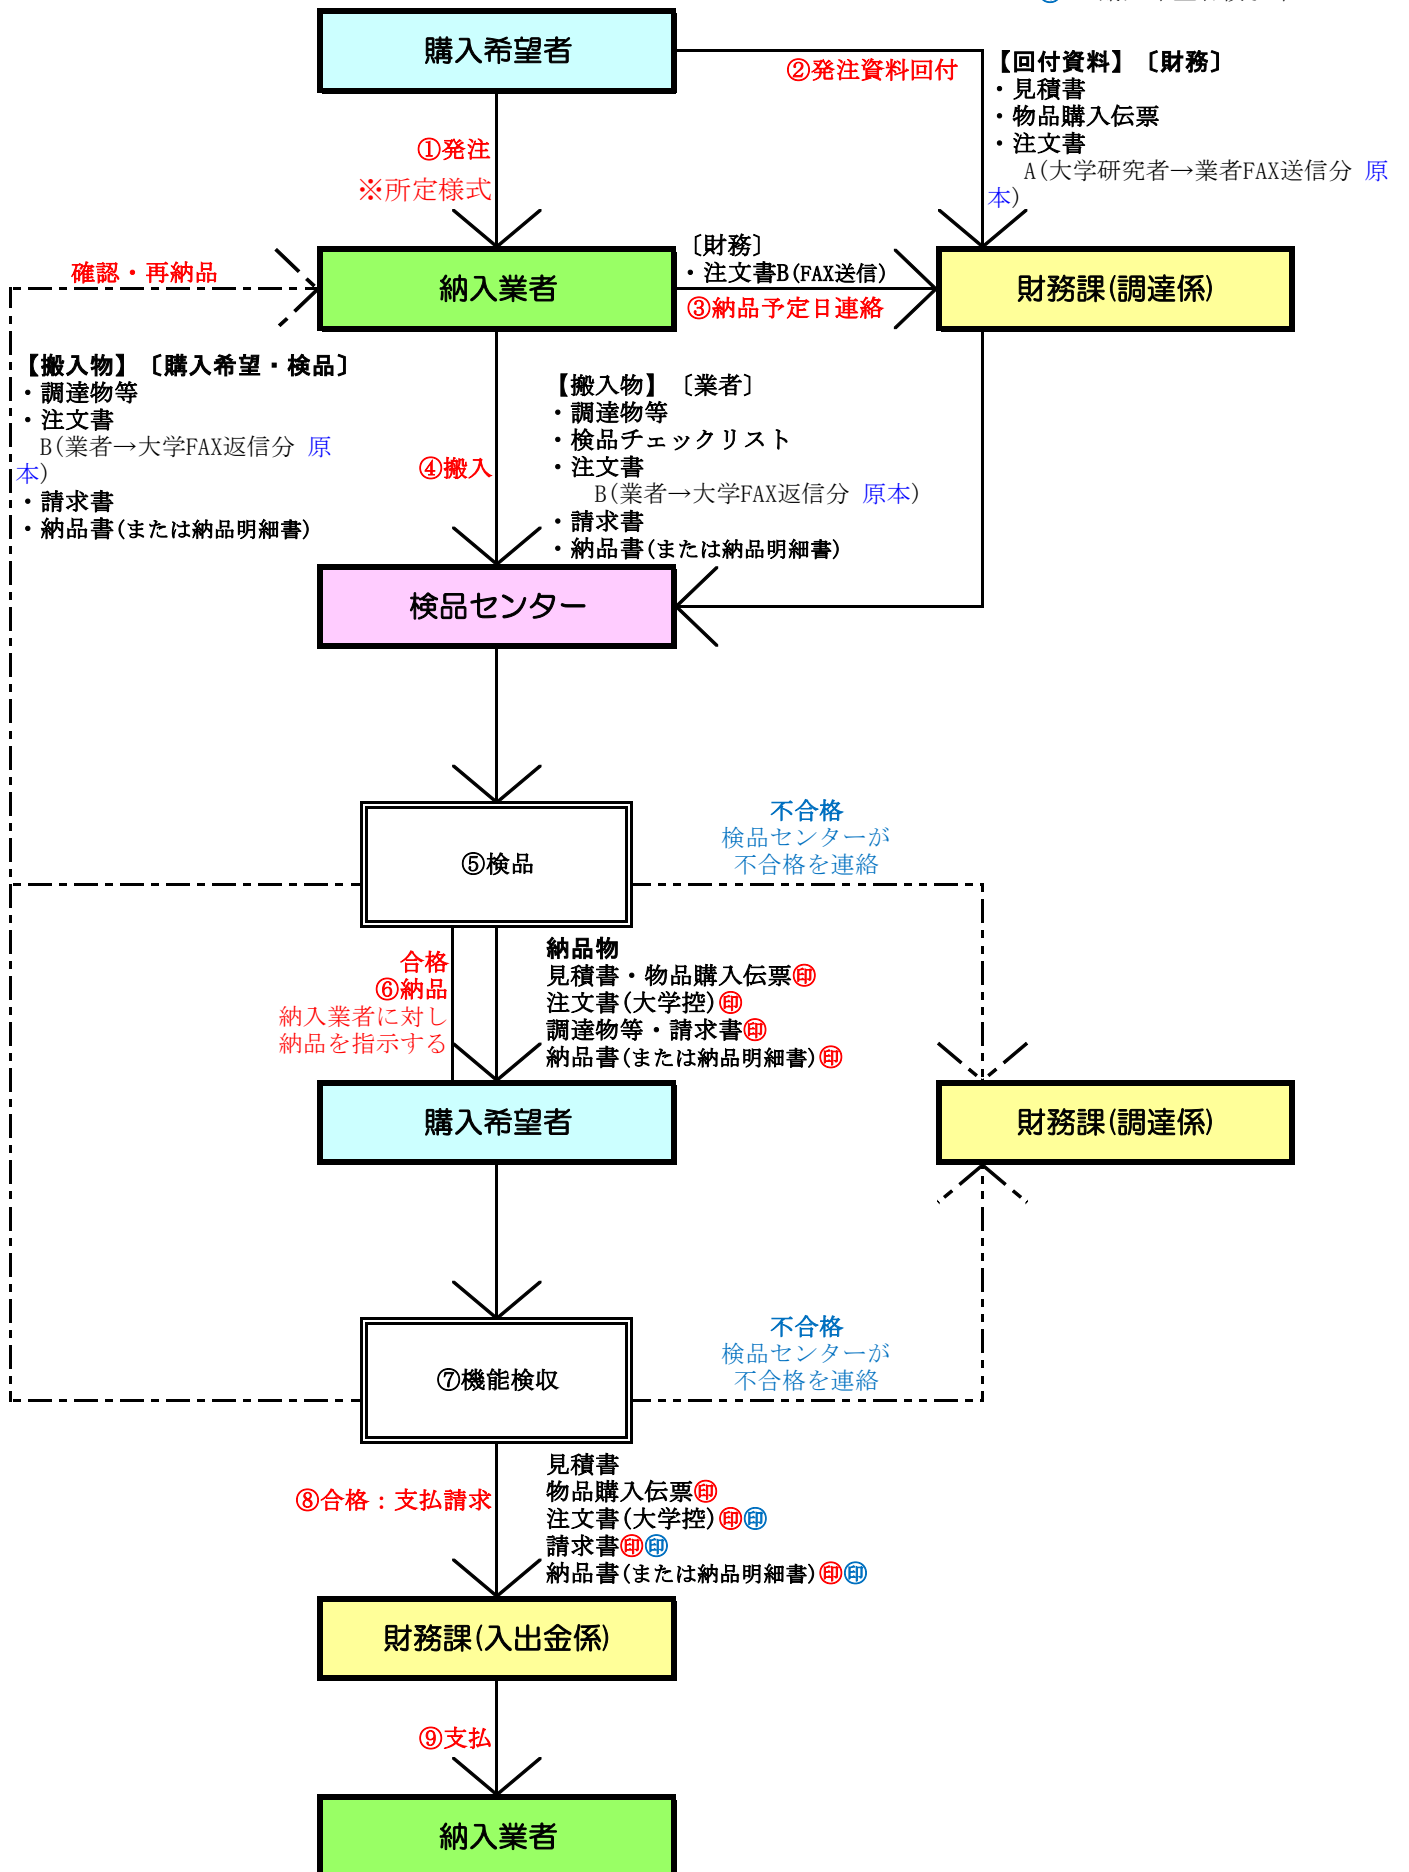 購入希望者
②発注資料回付
【回付資料】〔財務〕
・見積書
・物品購入伝票
・注文書
A(大学研究者→業者FAX送信分 原
本)
①発注
※所定様式
確認・再納品
納入業者
〔財務〕
・注文書B(FAX送信)
③納品予定日連絡
財務課(調達係)
【搬入物】〔購入希望・検品〕
・調達物等
・注文書
B(業者→大学FAX返信分 原
本)
・請求書
・納品書(または納品明細書)
④搬入
【搬入物】〔業者〕
・調達物等
・検品チェックリスト
・注文書
B(業者→大学FAX返信分 原本)
・請求書
・納品書(または納品明細書)
検品センター
⑤検品
不合格
検品センターが
不合格を連絡
合格
⑥納品
納入業者に対し
納品を指示する
納品物
見積書・物品購入伝票㊞
注文書(大学控)㊞
調達物等・請求書㊞
納品書(または納品明細書)㊞
購入希望者
財務課(調達係)
⑦機能検収
不合格
検品センターが
不合格を連絡
⑧合格：支払請求
見積書
物品購入伝票㊞
注文書(大学控)㊞㊞
請求書㊞㊞
納品書(または納品明細書)㊞㊞
財務課(入出金係)
⑨支払
納入業者